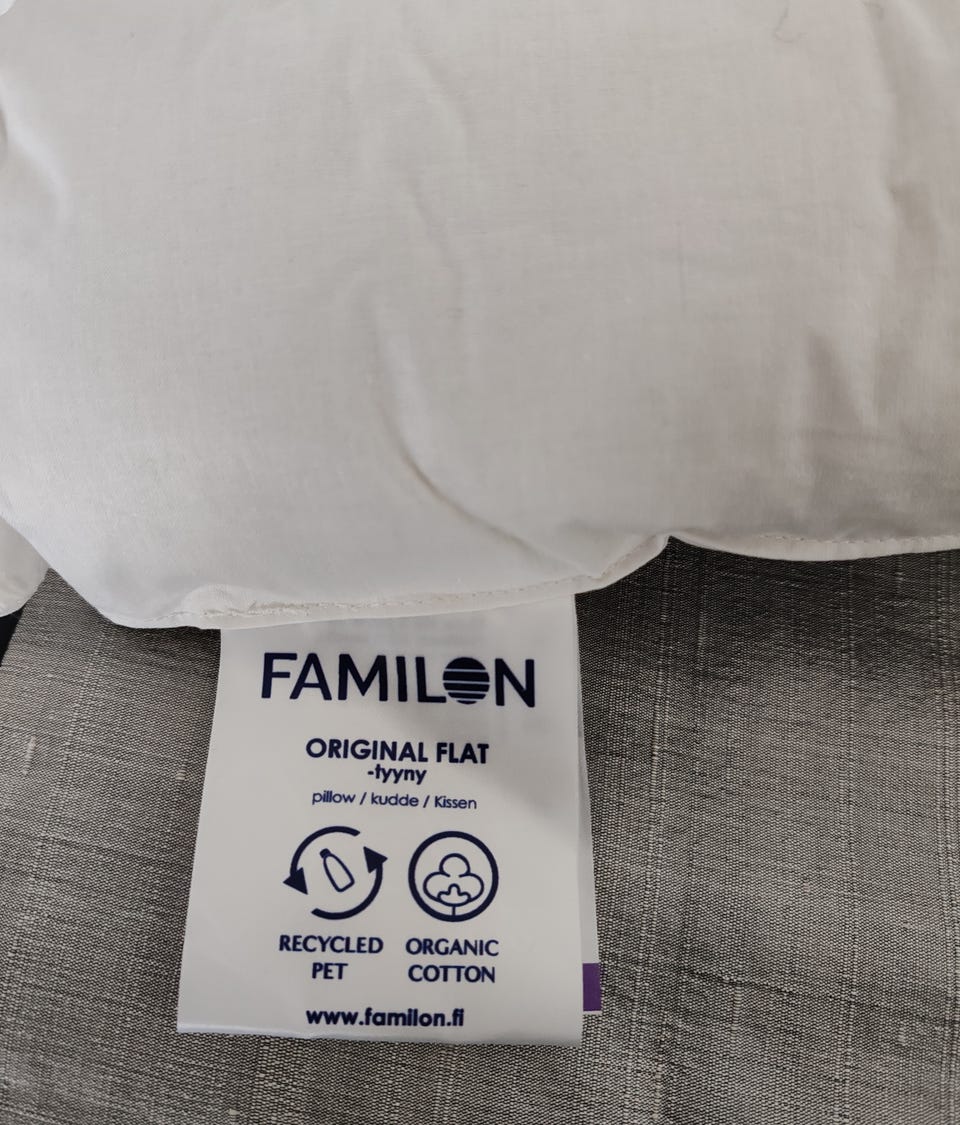 FAMILON
ORIGINAL FLAT
-tyyny
pillow / kudde / Kissen
RECYCLED ORGANIC
PET COTTON
www.familon.fi